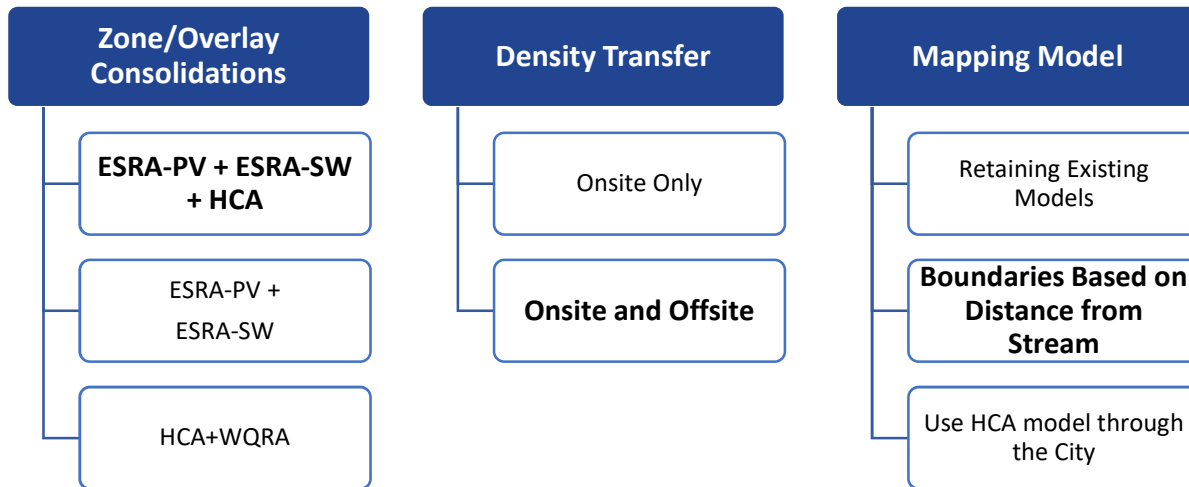 Zone/Overlay
Consolidations
ESRA-PV + ESRA-SW
+ HCA
ESRA-PV +
ESRA-SW
HCA+WQRA
Density Transfer
Onsite Only
Onsite and Offsite
Mapping Model
Retaining Existing
Models
Boundaries Based on
Distance from
Stream
Use HCA model through
the City